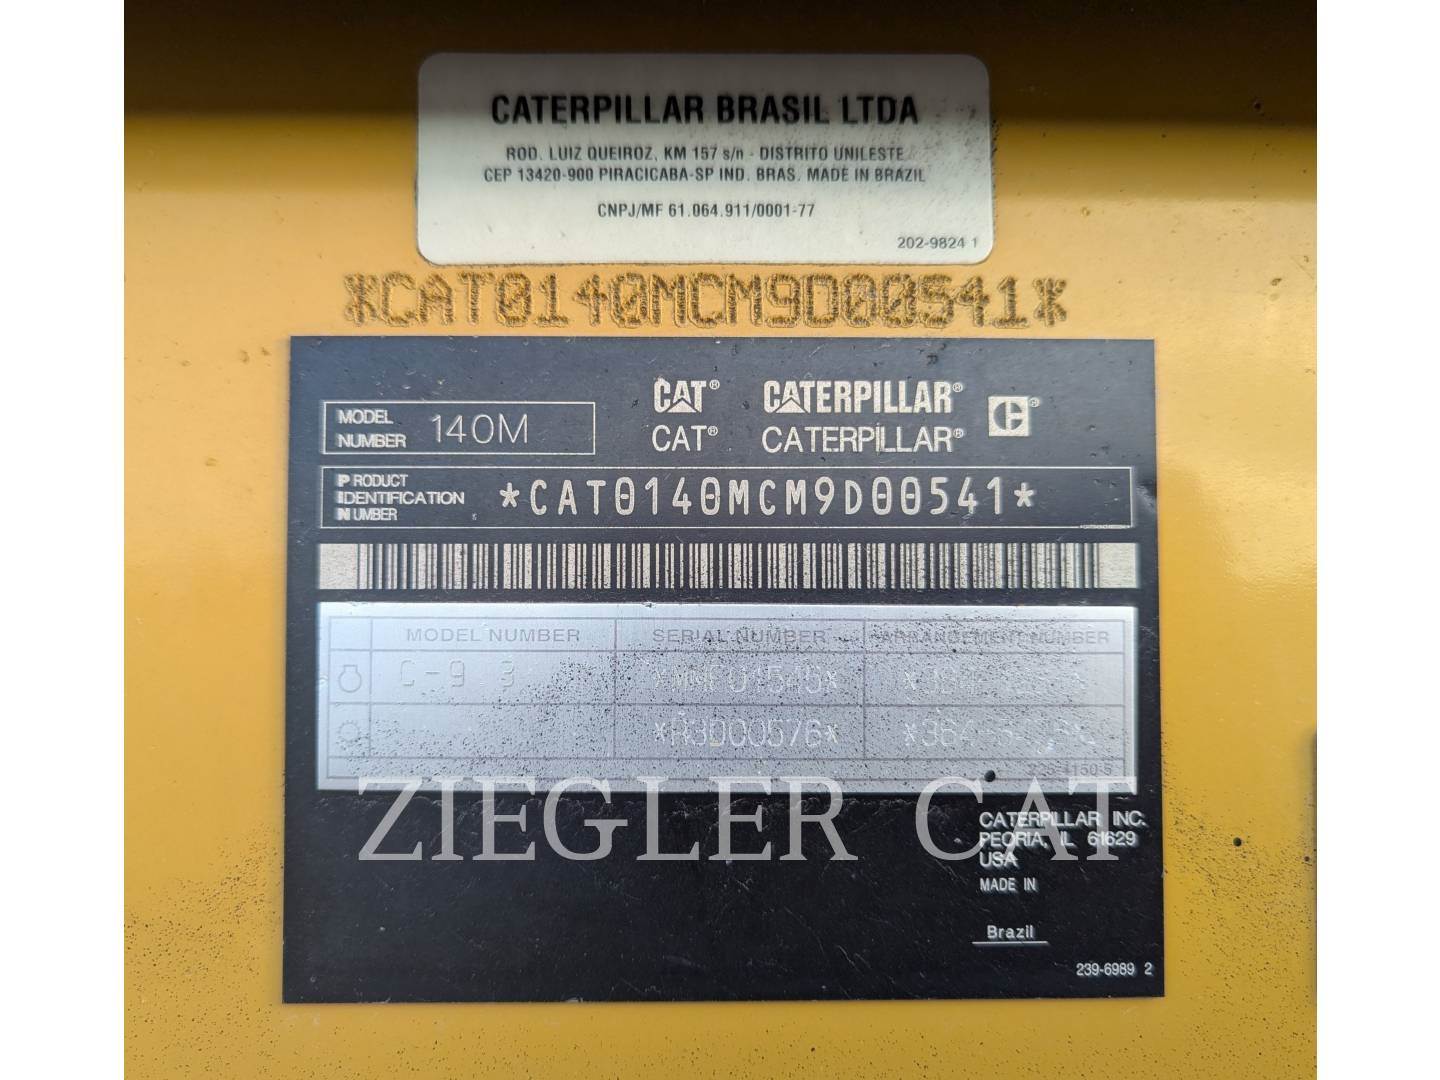 CATERPILLAR BRASIL LTDA
ROD. LUIZ QUEIROZ, KM 157 s/n - DISTRITO UNILESTE
CEP 13420-900 PIRACICABA-SP IND. BRAS. MADE IN BRAZIL
CNPJ/MF 61.064.911/0001-77
202-9824 1
*CAT0140MCM9D00541*
MODEL NUMBER 140M
CAT® CATERPILLAR®
CAT® CATERPILLAR®
PRODUCT IDENTIFICATION NUMBER *CAT0140MCM9D00541*
MODEL NUMBER SERIAL NUMBER ARRANGEMENT NUMBER
C-9 3
*R3D00576*
ZIEGLER CAT
CATERPILLAR INC.
PEORIA, IL 61629
USA
MADE IN
Brazil
239-6989 2